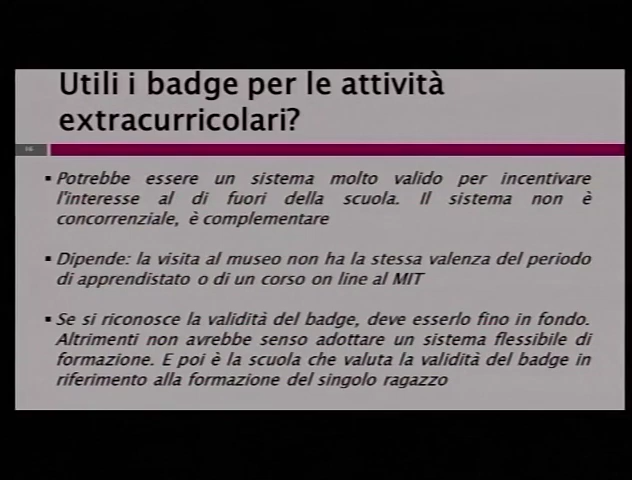 Utili i badge per le attività
extracurricolari?
▪ Potrebbe essere un sistema molto valido per incentivare
l'interesse al di fuori della scuola. Il sistema non è
concorrenziale, è complementare
▪ Dipende: la visita al museo non ha la stessa valenza del periodo
di apprendistato o di un corso on line al MIT
▪ Se si riconosce la validità del badge, deve esserlo fino in fondo.
Altrimenti non avrebbe senso adottare un sistema flessibile di
formazione. E poi è la scuola che valuta la validità del badge in
riferimento alla formazione del singolo ragazzo